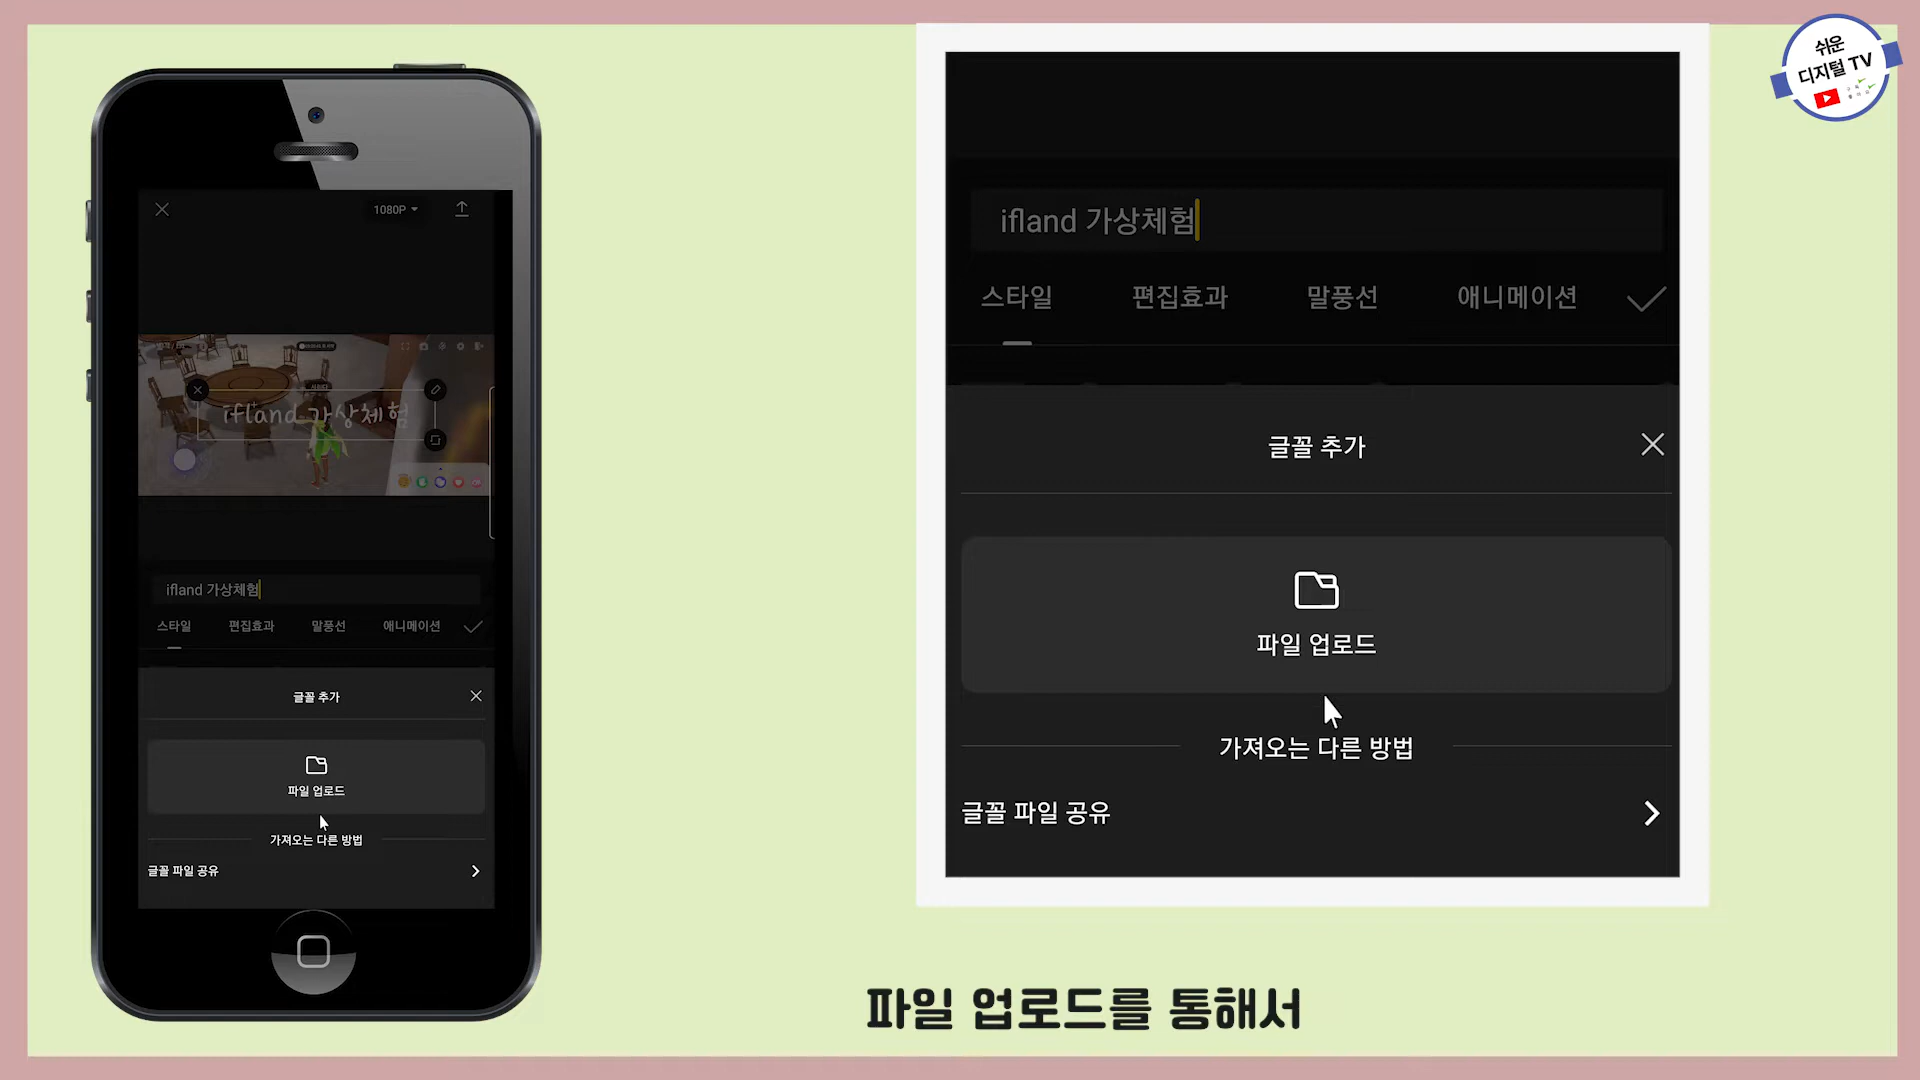 1080P
ifland 가상체험
ifland 가상체험
스타일 편집효과 말풍선 애니메이션
글꼴 추가
파일 업로드
가져오는 다른 방법
글꼴 파일 공유
ifland 가상체험
스타일 편집효과 말풍선 애니메이션
글꼴 추가
파일 업로드
가져오는 다른 방법
글꼴 파일 공유
쉬운
디지털 TV
파일 업로드를 통해서